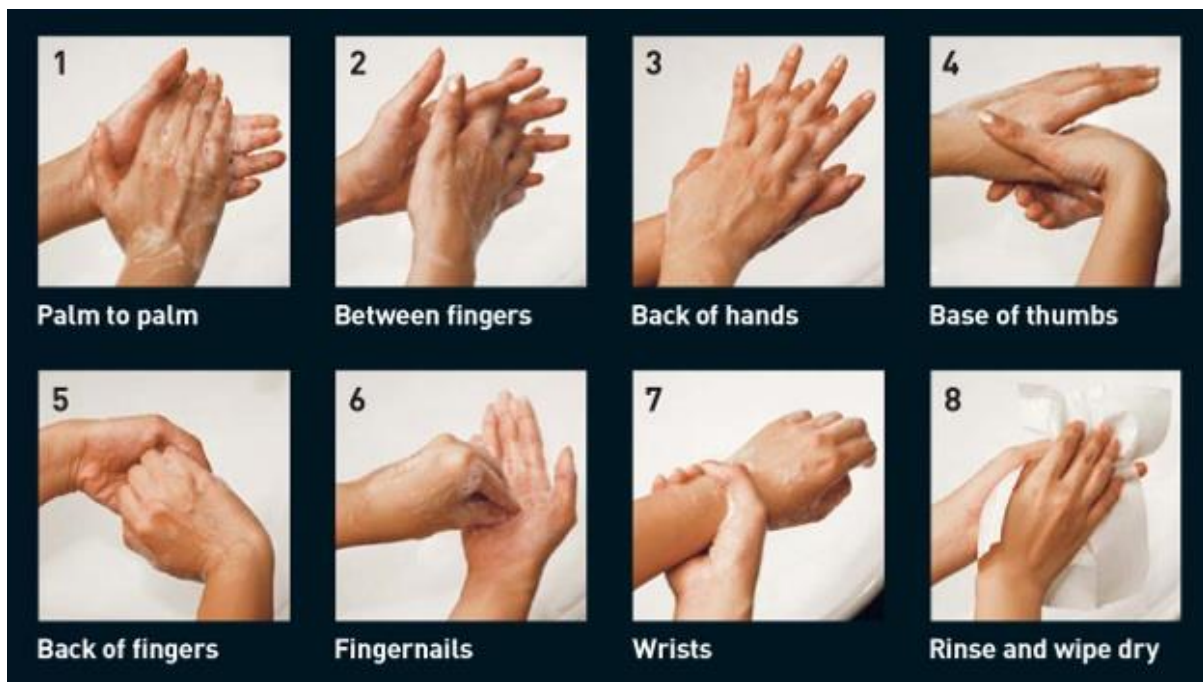 1
2
3
4
Palm to palm
Between fingers
Back of hands
Base of thumbs
5
6
7
8
Back of fingers
Fingernails
Wrists
Rinse and wipe dry